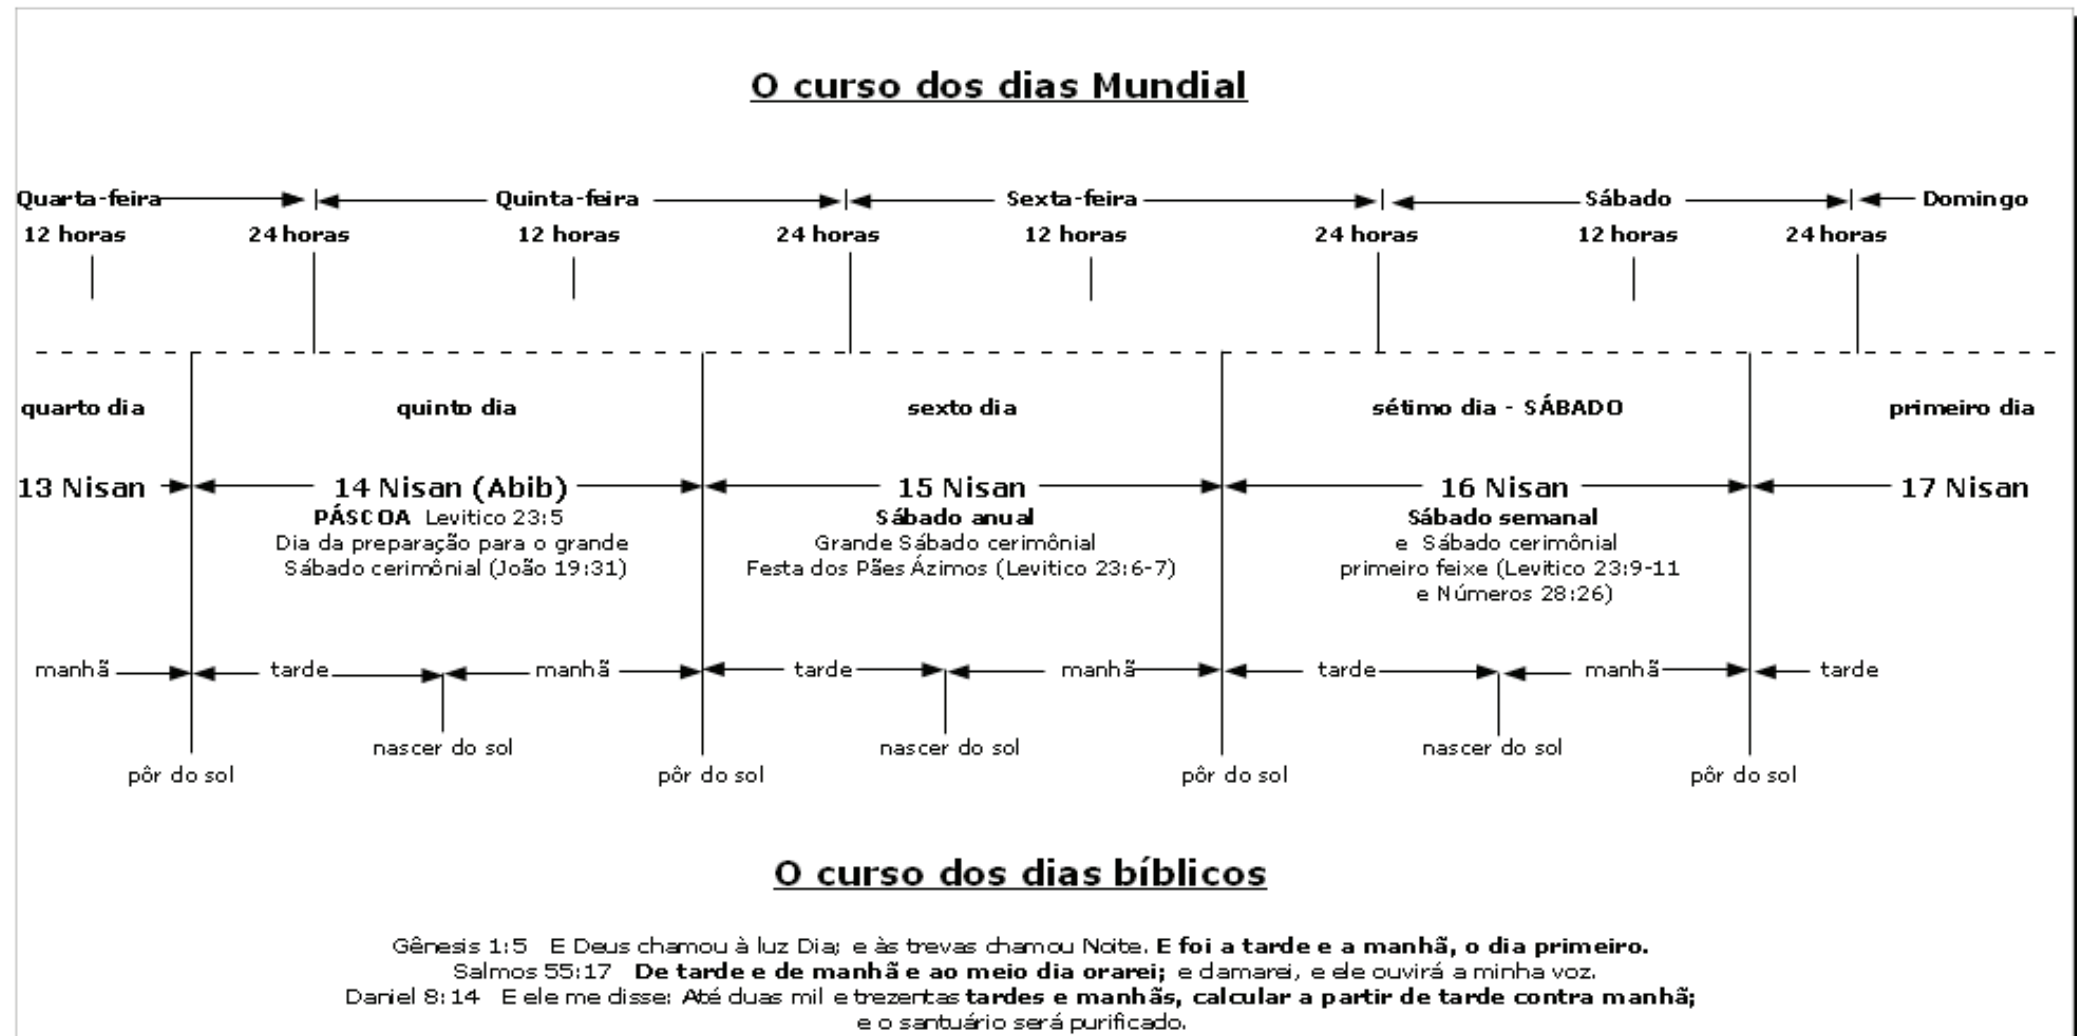 O curso dos dias Mundial
Quarta-feira Quinta-feira Sexta-feira Sábado Domingo
12 horas 24 horas 12 horas 24 horas 12 horas 24 horas 12 horas 24 horas
quarto dia quinto dia sexto dia sétimo dia - SÁBADO primeiro dia
13 Nisan 14 Nisan (Abib) 15 Nisan 16 Nisan 17 Nisan
PÁSCOA Levitico 23:5 Sábado anual Sábado semanal
Dia da preparação para o grande Grande Sábado cerimônial e Sábado cerimônial
Sábado cerimônial (João 19:31) Festa dos Pães Ázimos (Levitico 23:6-7) primeiro feixe (Levitico 23:9-11
e Números 28:26)
manhã tarde manhã tarde manhã tarde manhã tarde
nascer do sol nascer do sol nascer do sol
pôr do sol pôr do sol pôr do sol pôr do sol
O curso dos dias bíblicos
Gênesis 1:5 E Deus chamou à luz Dia; e às trevas chamou Noite. E foi a tarde e a manhã, o dia primeiro.
Salmos 55:17 De tarde e de manhã e ao meio dia orarei; e clamarei, e ele ouvirá a minha voz.
Daniel 8:14 E ele me disse: Até duas mil e trezentas tardes e manhãs, calcular a partir de tarde contra manhã;
e o santuário será purificado.